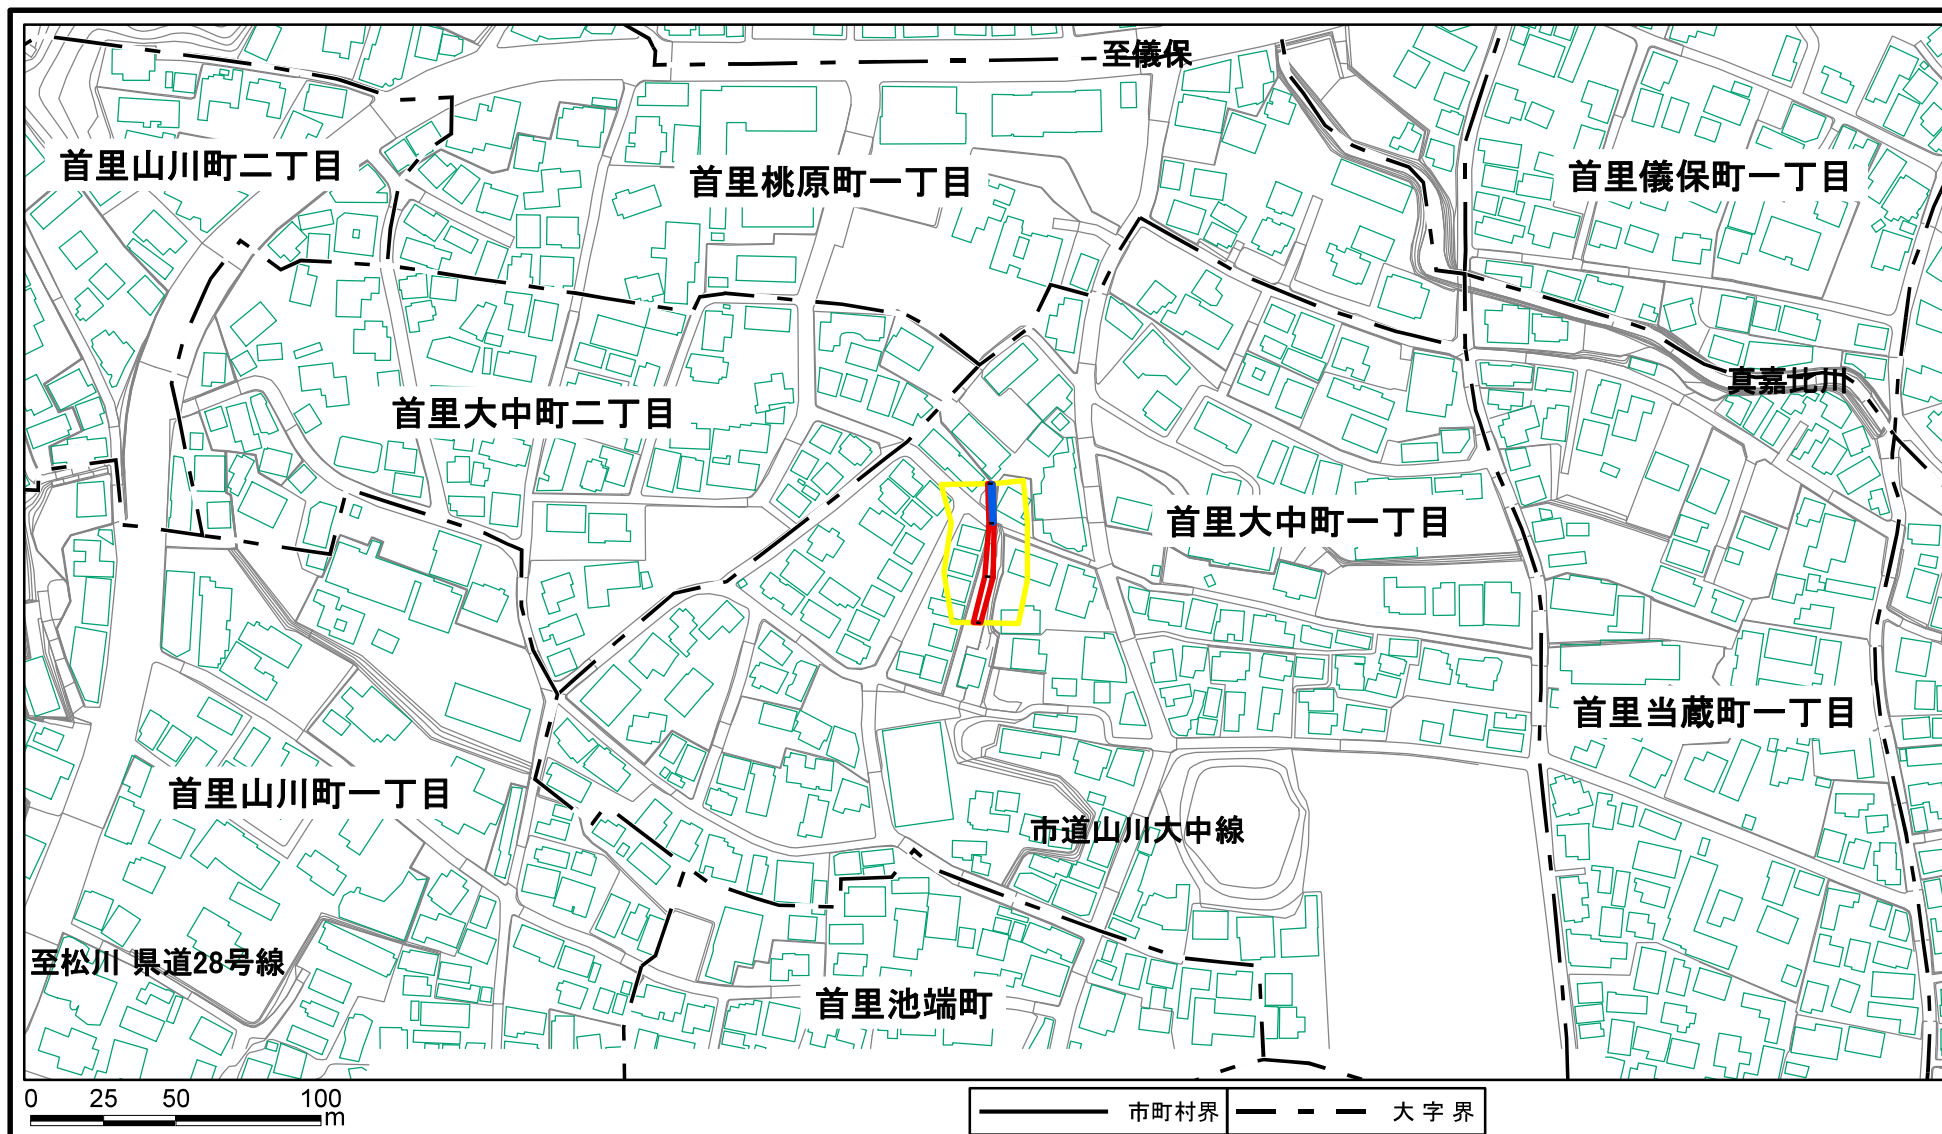 至儀保
首里山川町二丁目
首里桃原町一丁目
首里儀保町一丁目
真嘉比川
首里大中町二丁目
首里大中町一丁目
首里当蔵町一丁目
首里山川町一丁目
市道山川大中線
至松川 県道28号線
首里池端町
0 25 50 100
m
市町村界
大字界